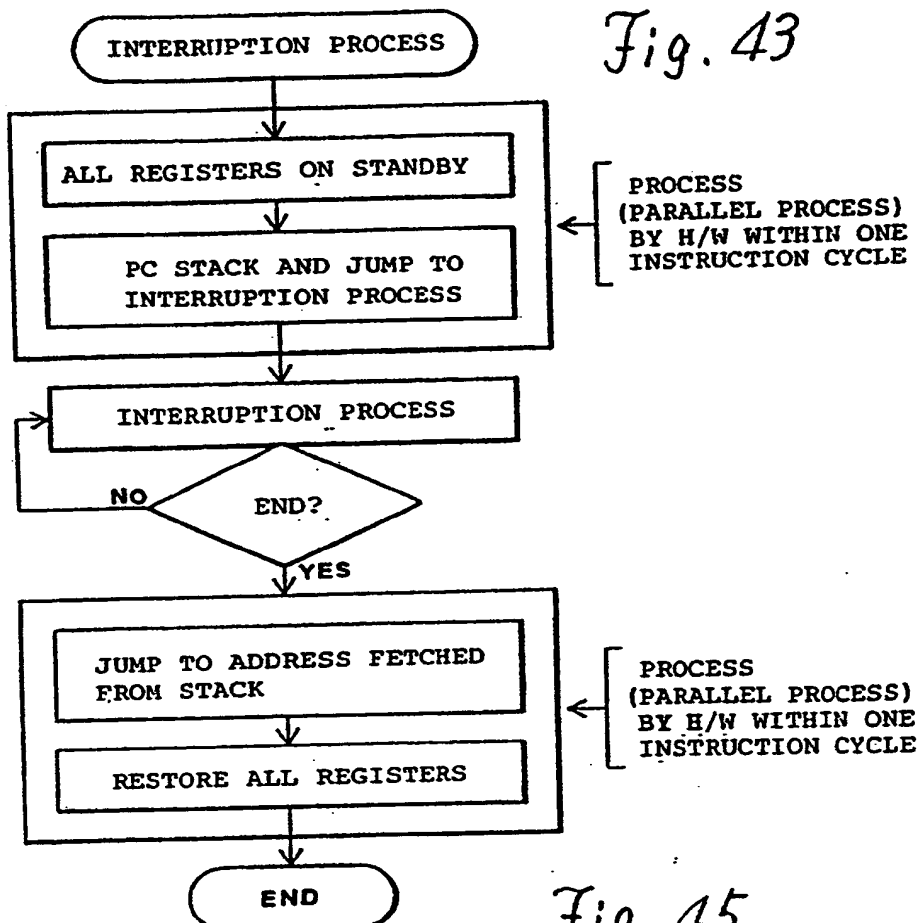 INTERRUPTION PROCESS
Fig. 43
ALL REGISTERS ON STANDBY
PC STACK AND JUMP TO
INTERRUPTION PROCESS
PROCESS
(PARALLEL PROCESS)
BY H/W WITHIN ONE
INSTRUCTION CYCLE
INTERRUPTION PROCESS
END?
NO
YES
JUMP TO ADDRESS FETCHED
FROM STACK
RESTORE ALL REGISTERS
PROCESS
(PARALLEL PROCESS)
BY H/W WITHIN ONE
INSTRUCTION CYCLE
END
Fig. 45